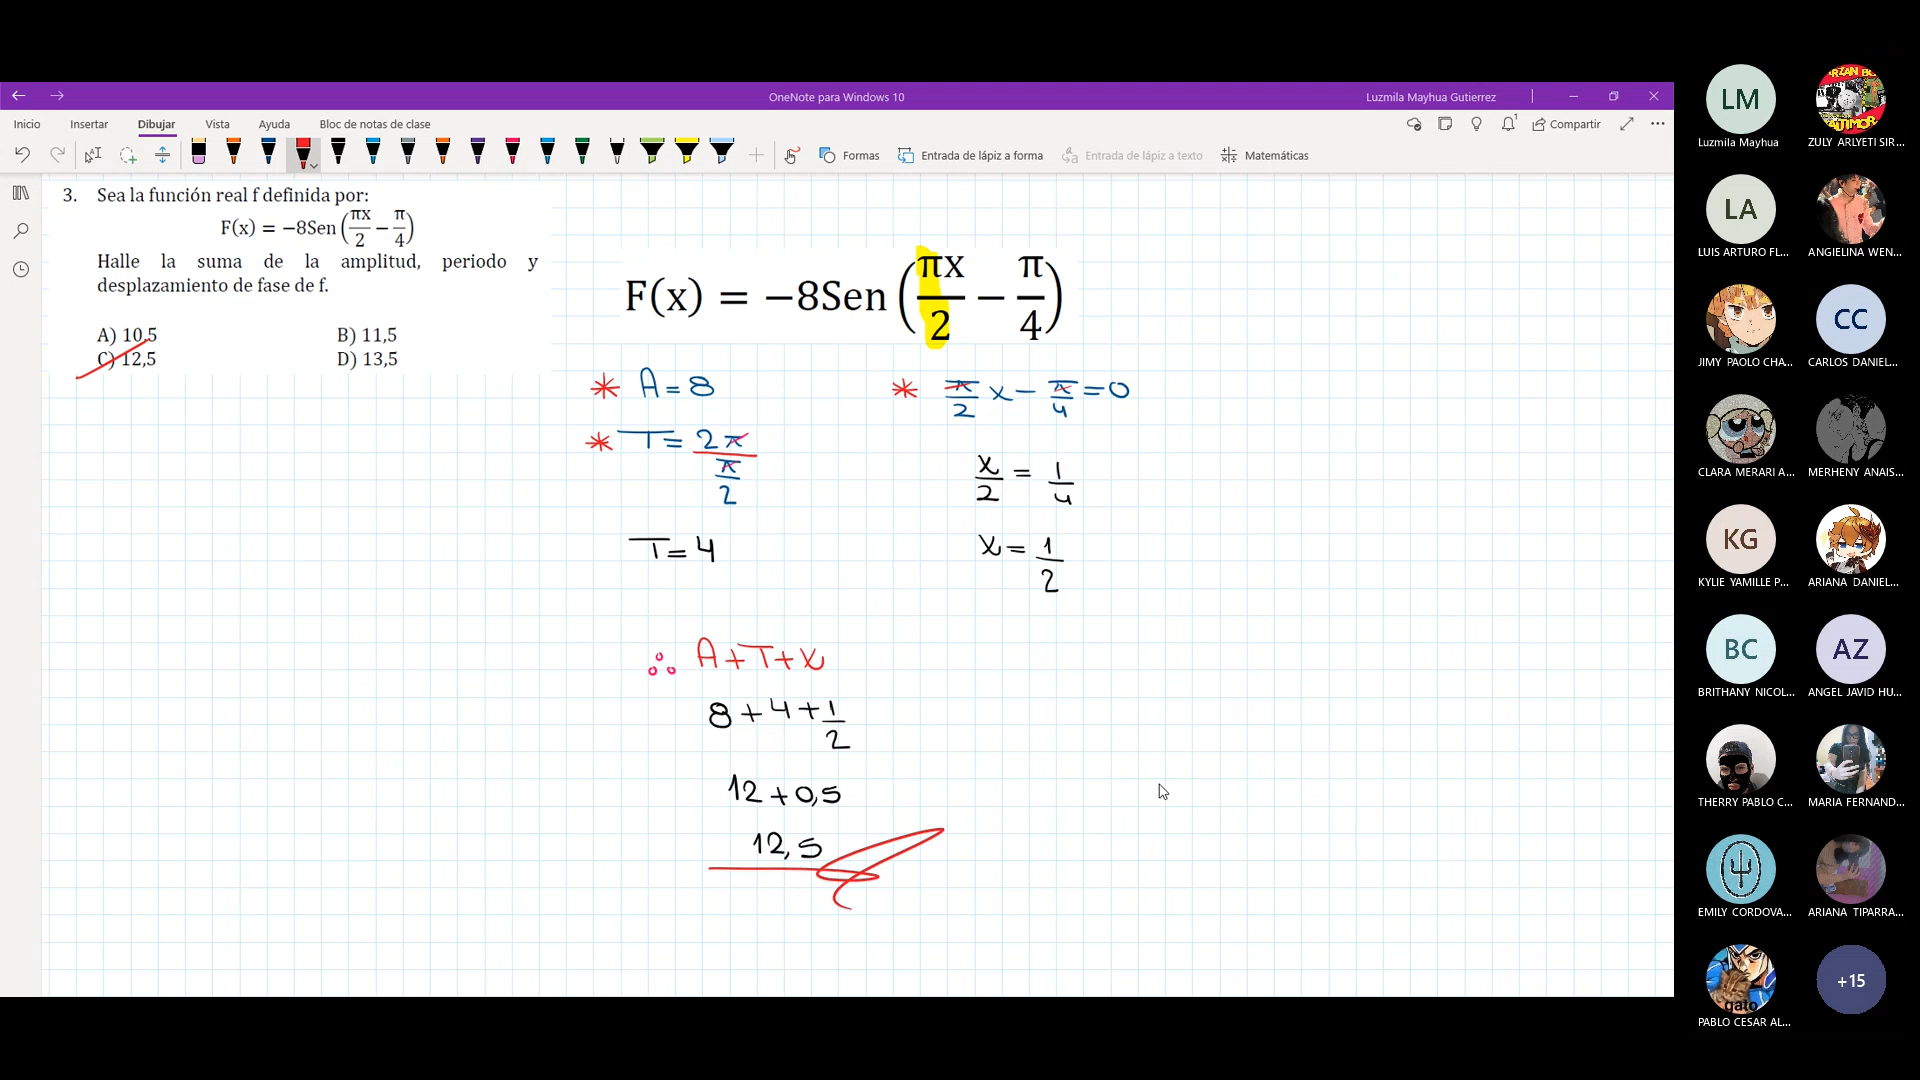 OneNote para Windows 10
Luzmila Mayhua Gutierrez
Inicio Insertar Dibujar Vista Ayuda Bloc de notas de clase
1 Compartir
Formas Entrada de lápiz a forma Entrada de lápiz a texto Matemáticas
3. Sea la función real f definida por:
F(x) = −8Sen (πx/2 − π/4)
Halle la suma de la amplitud, periodo y
desplazamiento de fase de f.
A) 10,5 B) 11,5
C) 12,5 D) 13,5
F(x) = −8Sen (πx/2 − π/4)
* A = 8
* T = 2π/(π/2)
T = 4
* π/2 x − π/4 = 0
x/2 = 1/4
x = 1/2
∴ A + T + x
8 + 4 + 1/2
12 + 0,5
12,5
LM
Luzmila Mayhua
ZULY ARLYETI SIR...
LA
LUIS ARTURO FL...
ANGIELINA WEN...
JIMY PAOLO CHA...
CC
CARLOS DANIEL...
CLARA MERARI A...
MERHENY ANAIS...
KG
KYLIE YAMILLE P...
ARIANA DANIEL...
BC
BRITHANY NICOL...
AZ
ANGEL JAVID HU...
THERRY PABLO C...
MARIA FERNAND...
EMILY CORDOVA...
ARIANA TIPARRA...
gato
PABLO CESAR AL...
+15